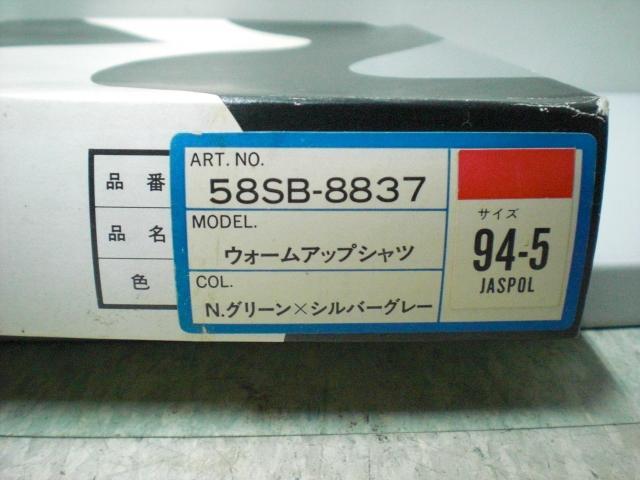 品番
ART. NO.
58SB-8837
品名
MODEL.
ウォームアップシャツ
色
COL.
N.グリーン×シルバーグレー
サイズ
94-5
JASPOL